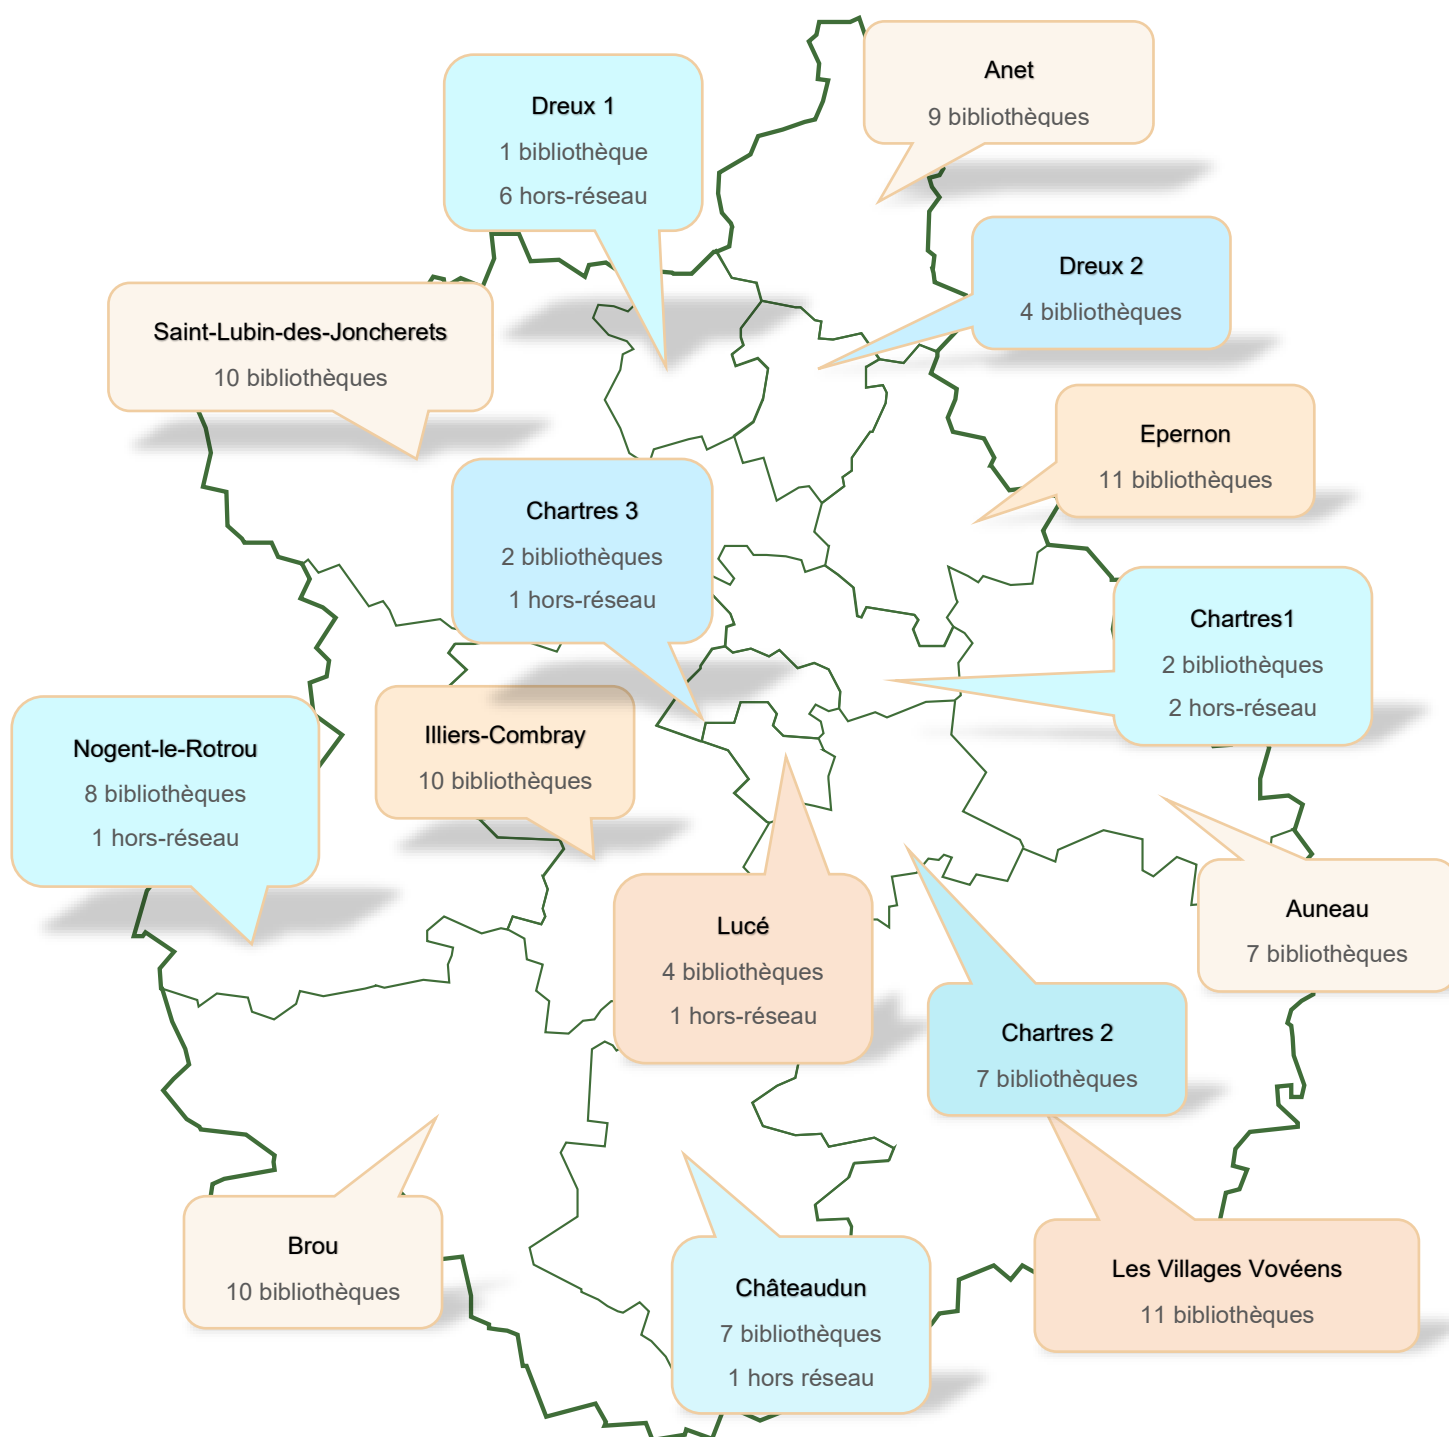 Anet
9 bibliothèques
Dreux 1
1 bibliothèque
6 hors-réseau
Dreux 2
4 bibliothèques
Saint-Lubin-des-Joncherets
10 bibliothèques
Epernon
11 bibliothèques
Chartres 3
2 bibliothèques
1 hors-réseau
Chartres1
2 bibliothèques
2 hors-réseau
Nogent-le-Rotrou
8 bibliothèques
1 hors-réseau
Illiers-Combray
10 bibliothèques
Lucé
4 bibliothèques
1 hors-réseau
Auneau
7 bibliothèques
Chartres 2
7 bibliothèques
Brou
10 bibliothèques
Châteaudun
7 bibliothèques
1 hors réseau
Les Villages Vovéens
11 bibliothèques